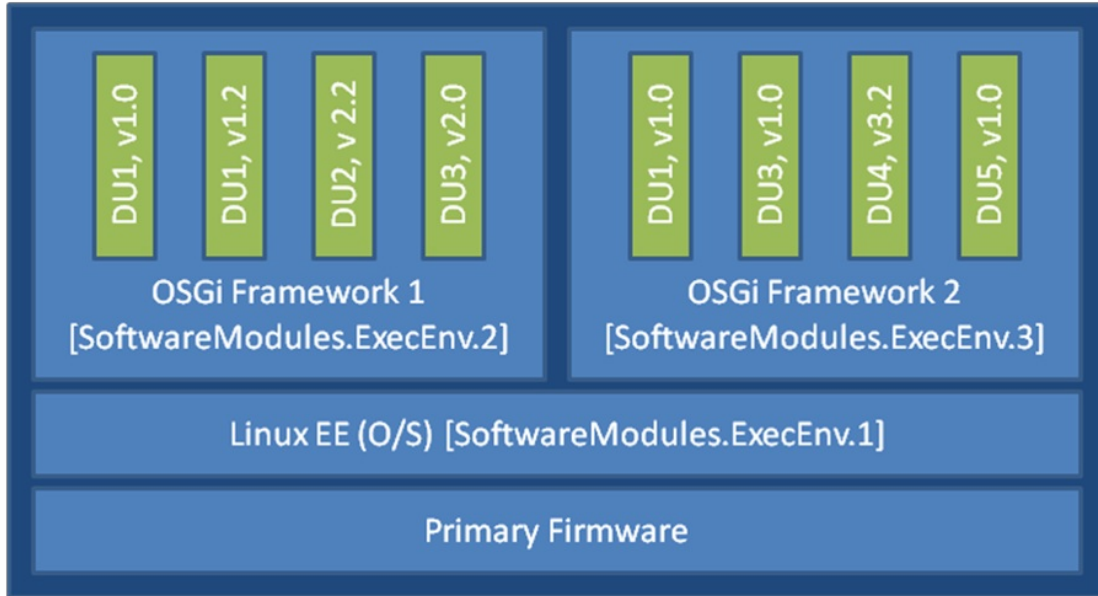 DU1, v1.0
DU1, v1.2
DU2, v 2.2
DU3, v2.0
OSGi Framework 1
[SoftwareModules.ExecEnv.2]
DU1, v1.0
DU3, v1.0
DU4, v3.2
DU5, v1.0
OSGi Framework 2
[SoftwareModules.ExecEnv.3]
Linux EE (O/S) [SoftwareModules.ExecEnv.1]
Primary Firmware